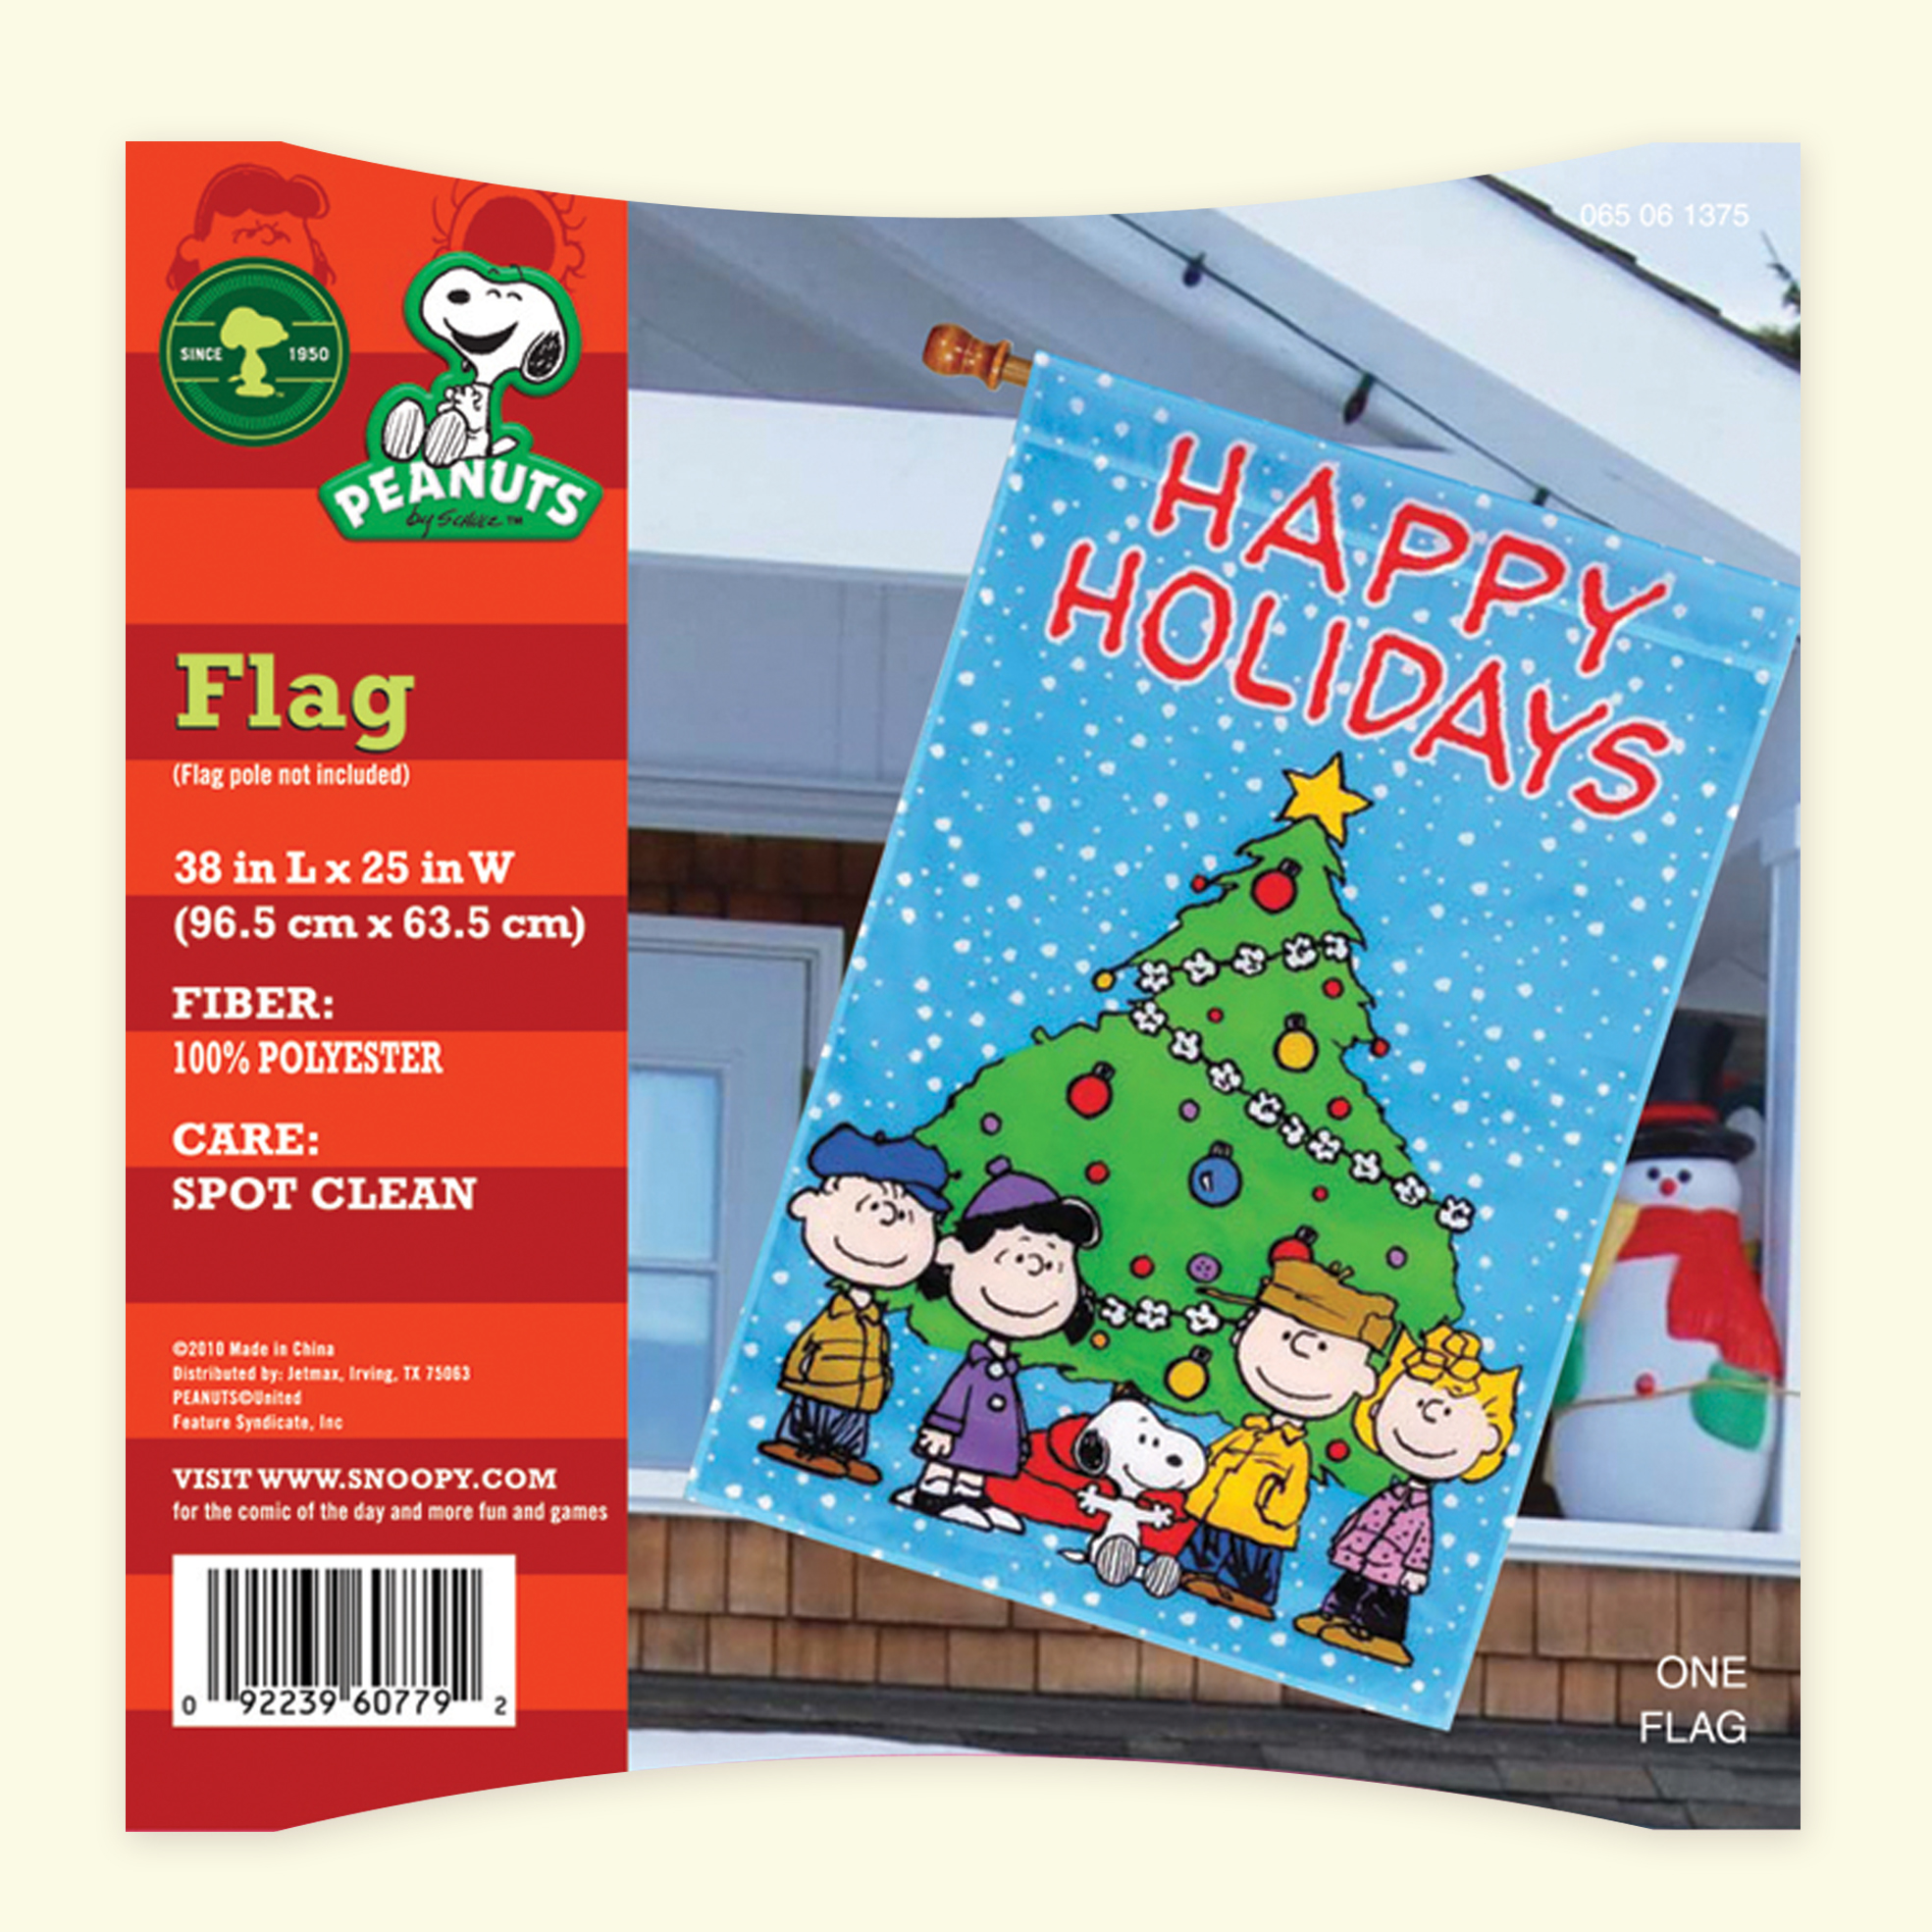 065 06 1375
SINCE 1950
PEANUTS
by SCHULZ™
Flag
(Flag pole not included)
38 in L x 25 in W
(96.5 cm x 63.5 cm)
FIBER:
100% POLYESTER
CARE:
SPOT CLEAN
©2010 Made in China
Distributed by: Jetmax, Irving, TX 75063
PEANUTS©United
Feature Syndicate, Inc
VISIT WWW.SNOOPY.COM
for the comic of the day and more fun and games
0 92239 60779 2
HAPPY
HOLIDAYS
ONE
FLAG